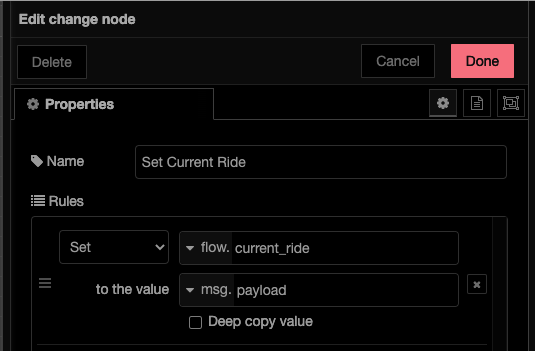 Edit change node
Delete
Cancel
Done
Properties
Name
Set Current Ride
Rules
Set
flow. current_ride
to the value
msg. payload
Deep copy value